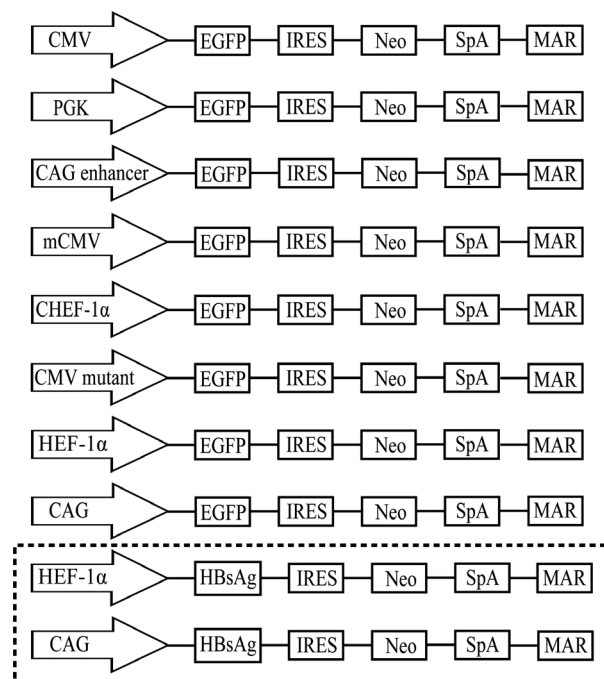 CMV EGFP IRES Neo SpA MAR
PGK EGFP IRES Neo SpA MAR
CAG enhancer EGFP IRES Neo SpA MAR
mCMV EGFP IRES Neo SpA MAR
CHEF-1α EGFP IRES Neo SpA MAR
CMV mutant EGFP IRES Neo SpA MAR
HEF-1α EGFP IRES Neo SpA MAR
CAG EGFP IRES Neo SpA MAR
HEF-1α HBsAg IRES Neo SpA MAR
CAG HBsAg IRES Neo SpA MAR